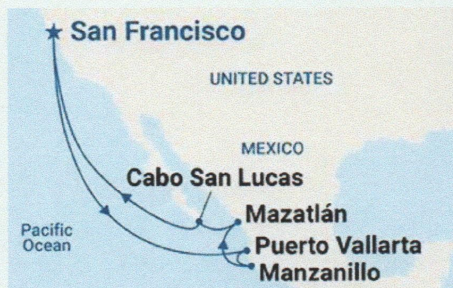 San Francisco
UNITED STATES
MEXICO
Cabo San Lucas
Mazatlán
Pacific
Ocean
Puerto Vallarta
Manzanillo